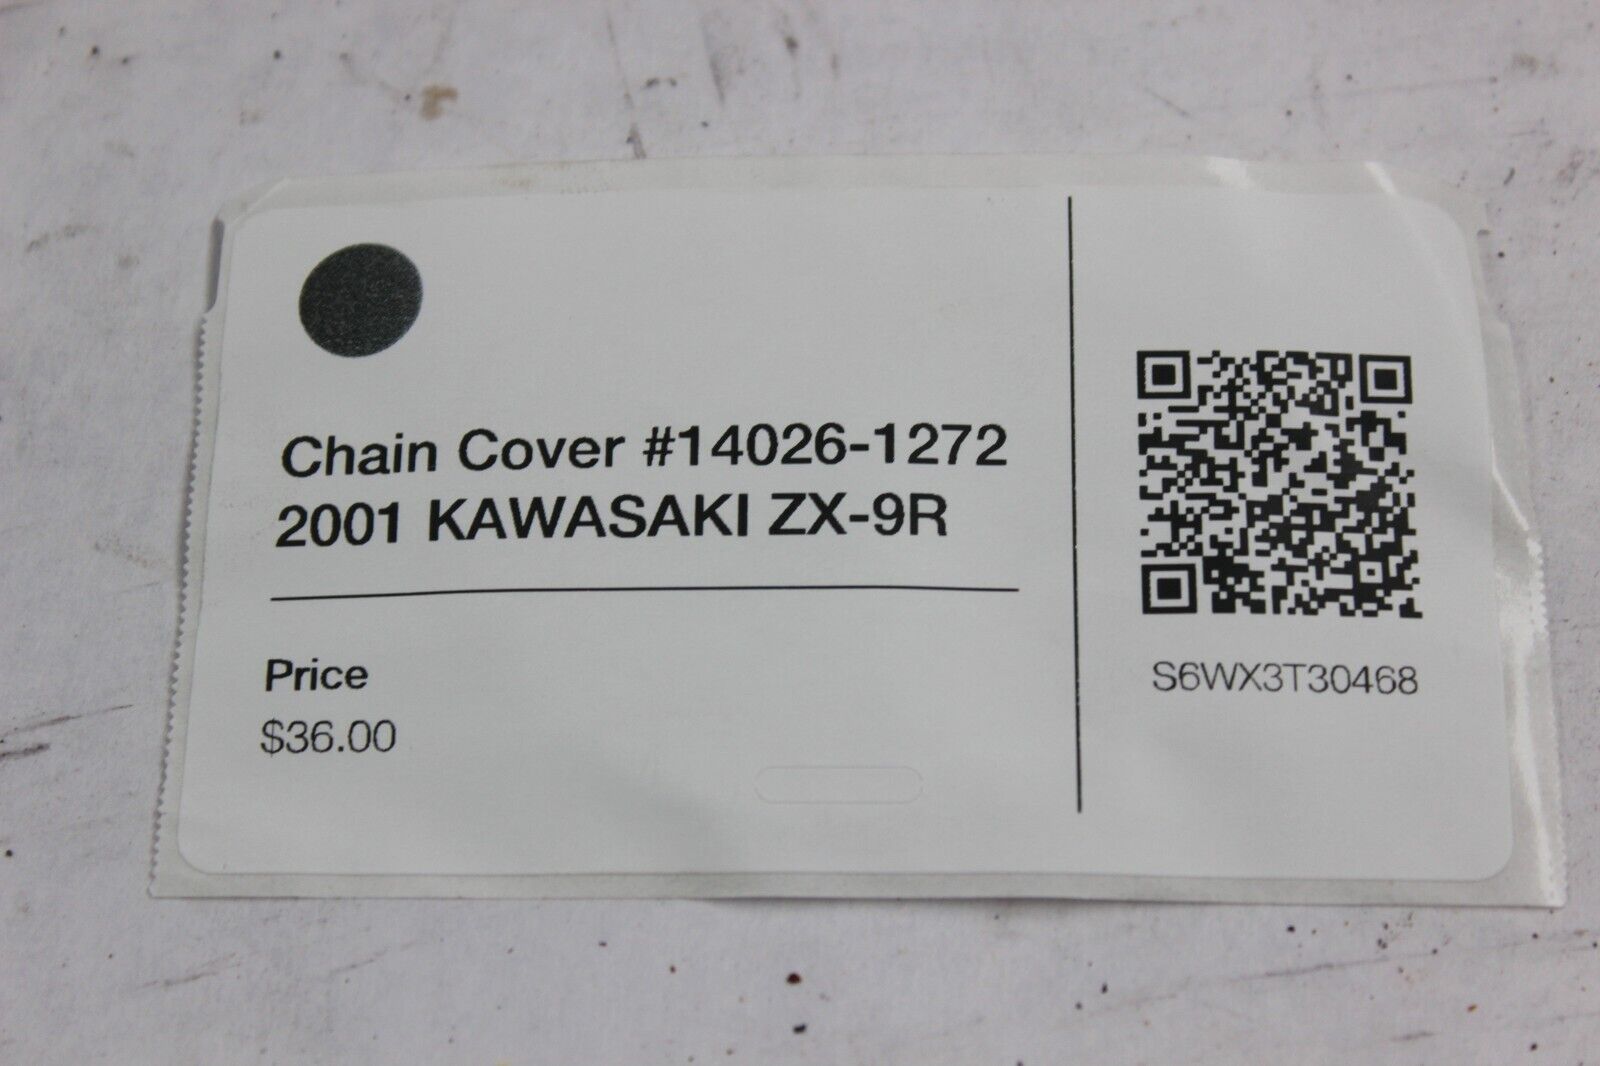 Chain Cover #14026-1272
2001 KAWASAKI ZX-9R
Price
$36.00
S6WX3T30468